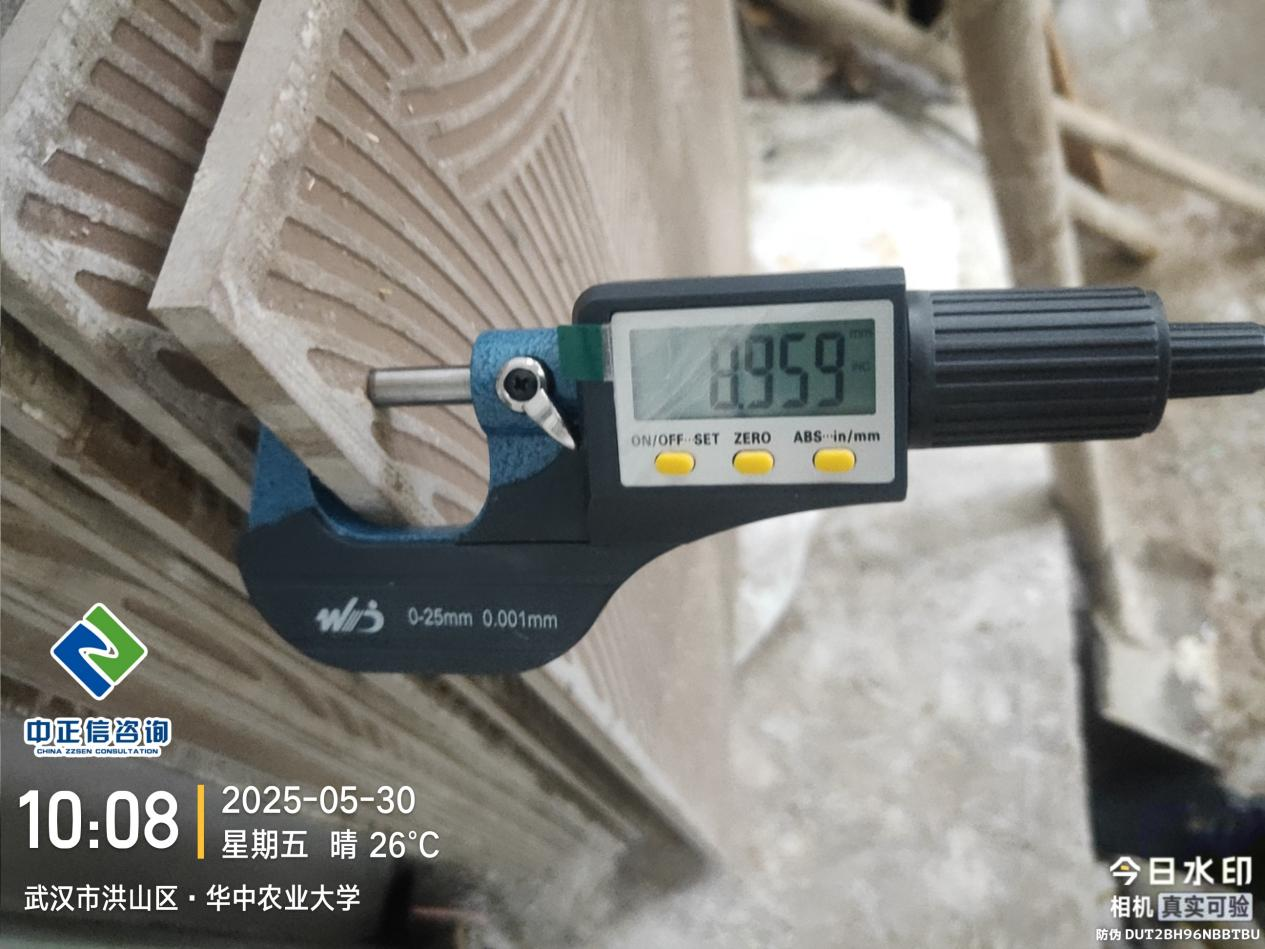 8.959
mm
ON/OFF···SET ZERO ABS···in/mm
0-25mm 0.001mm
中正信咨询
CHINA ZZSEN CONSULTATION
10:08
2025-05-30
星期五 晴 26°C
武汉市洪山区·华中农业大学
今日水印
相机 真实可验
防伪 DUT2BH96NBBTBU